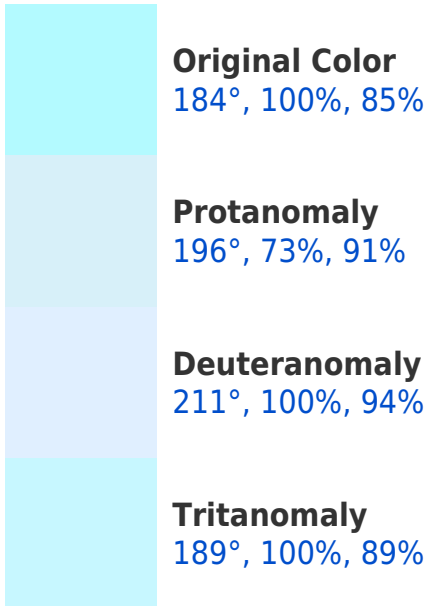 Original Color
184°, 100%, 85%
Protanomaly
196°, 73%, 91%
Deuteranomaly
211°, 100%, 94%
Tritanomaly
189°, 100%, 89%